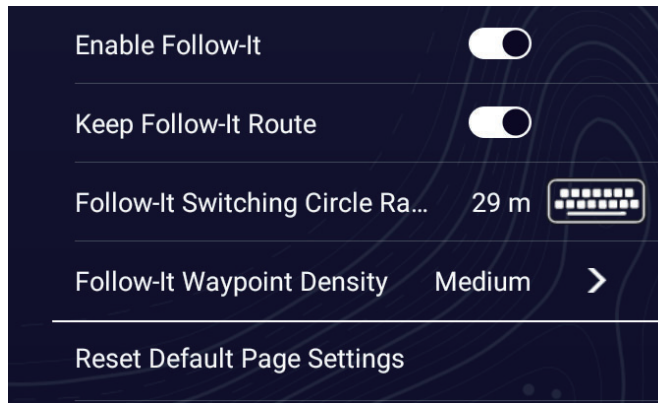 Enable Follow-It
Keep Follow-It Route
Follow-It Switching Circle Ra... 29 m
Follow-It Waypoint Density Medium
Reset Default Page Settings